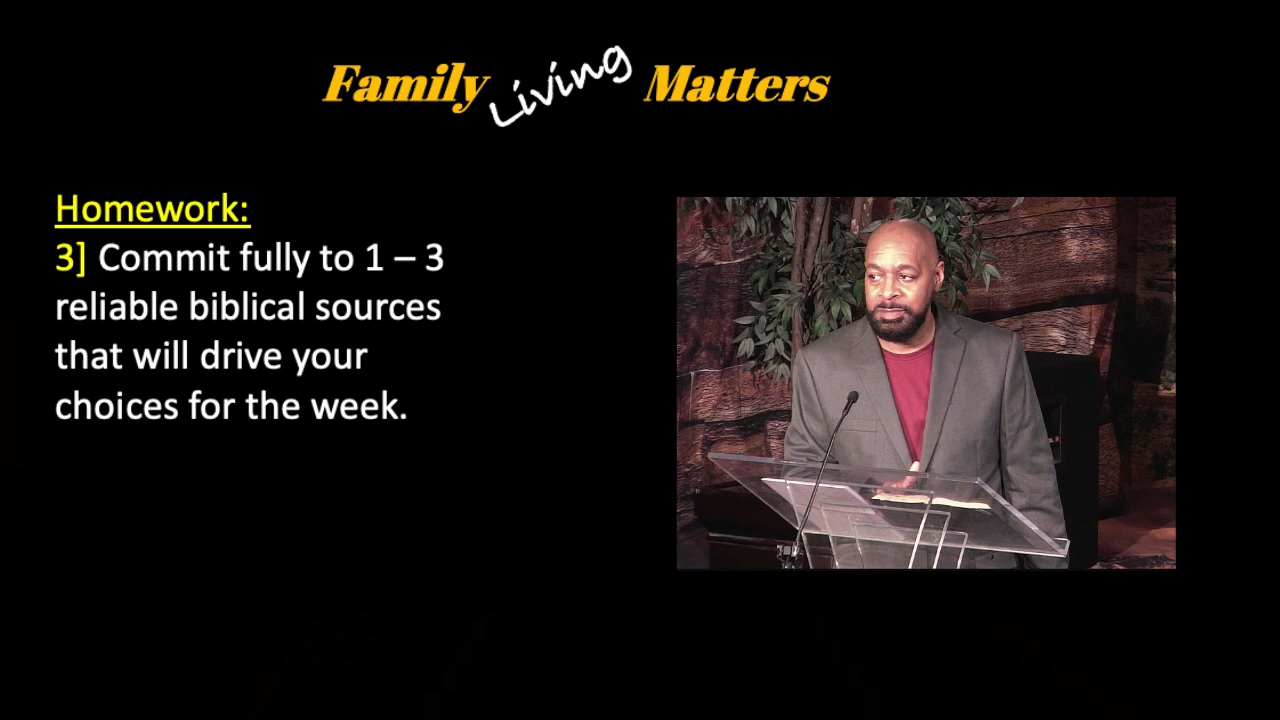 Family Living Matters
Homework:
3] Commit fully to 1 – 3
reliable biblical sources
that will drive your
choices for the week.